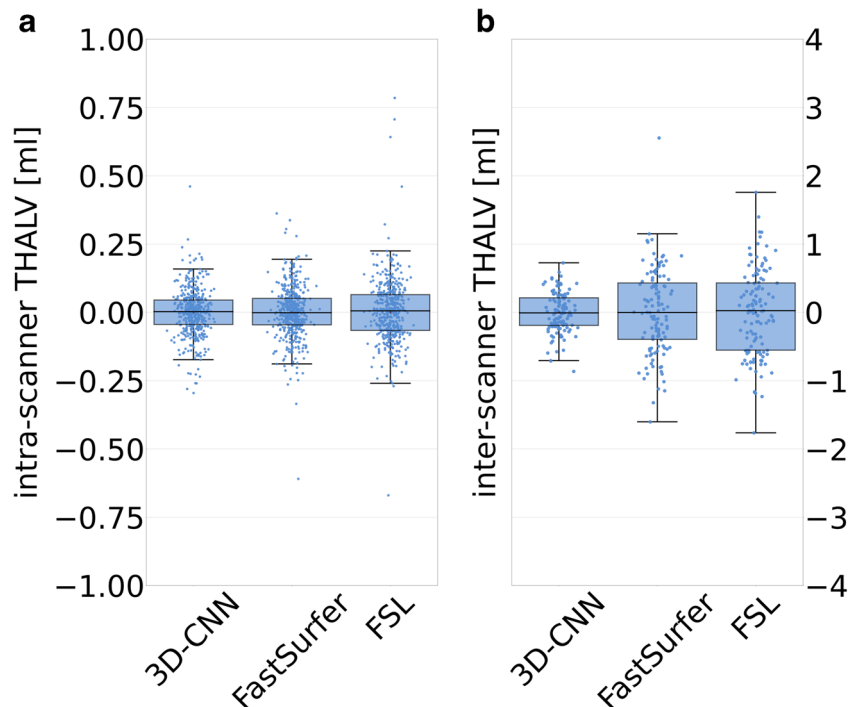 a
intra-scanner THALV [ml]
1.00
0.75
0.50
0.25
0.00
−0.25
−0.50
−0.75
−1.00
3D-CNN
FastSurfer
FSL
b
inter-scanner THALV [ml]
4
3
2
1
0
−1
−2
−3
−4
3D-CNN
FastSurfer
FSL